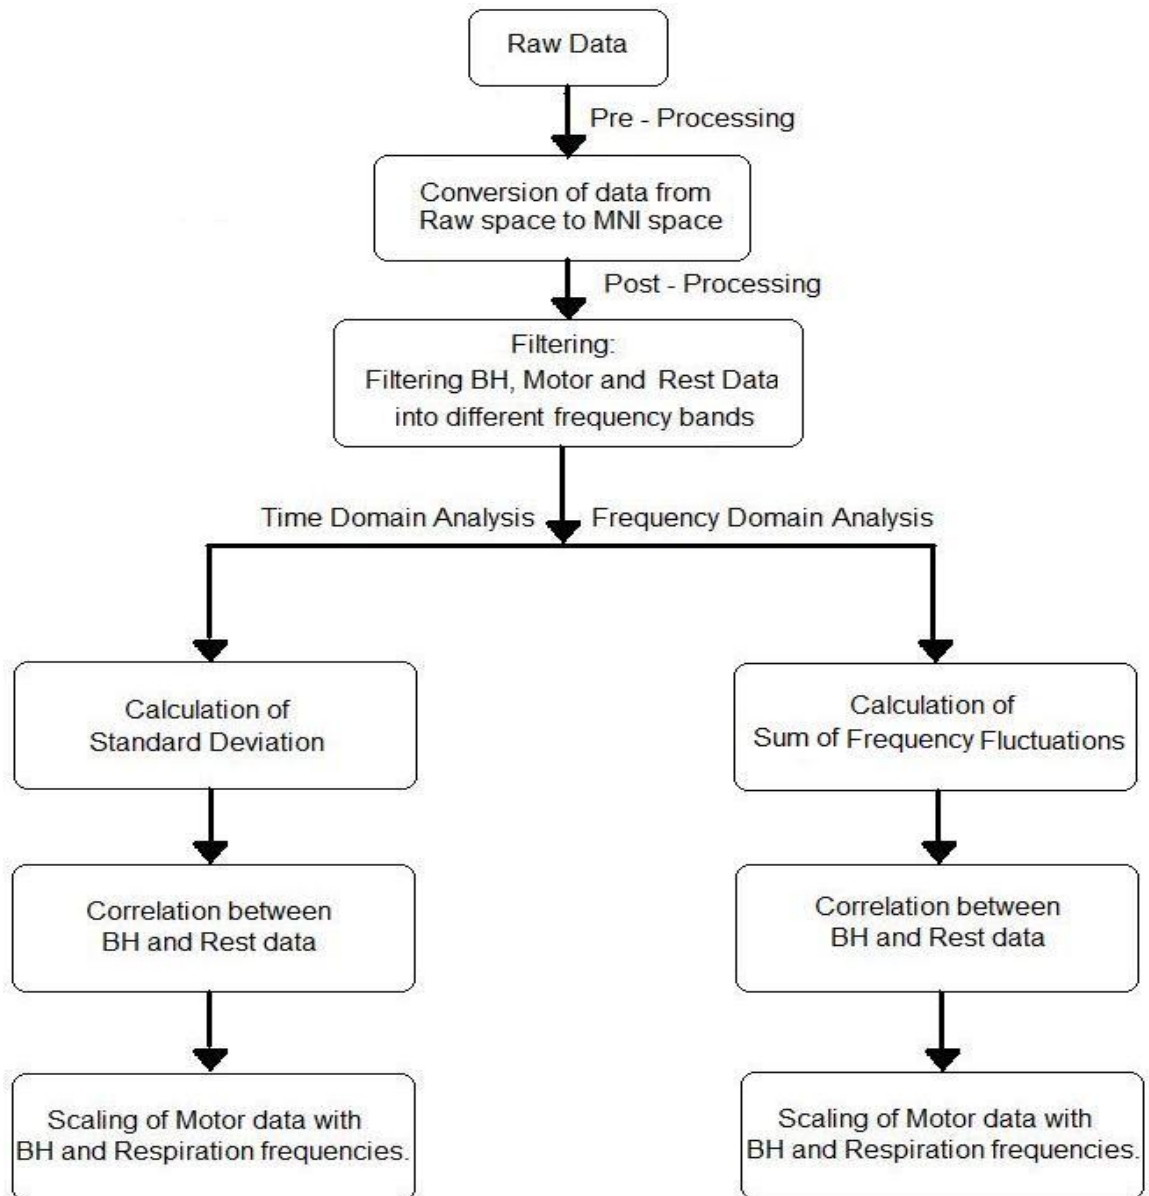 Raw Data
Pre - Processing
Conversion of data from
Raw space to MNI space
Post - Processing
Filtering:
Filtering BH, Motor and Rest Data
into different frequency bands
Time Domain Analysis
Frequency Domain Analysis
Calculation of
Standard Deviation
Calculation of
Sum of Frequency Fluctuations
Correlation between
BH and Rest data
Correlation between
BH and Rest data
Scaling of Motor data with
BH and Respiration frequencies.
Scaling of Motor data with
BH and Respiration frequencies.